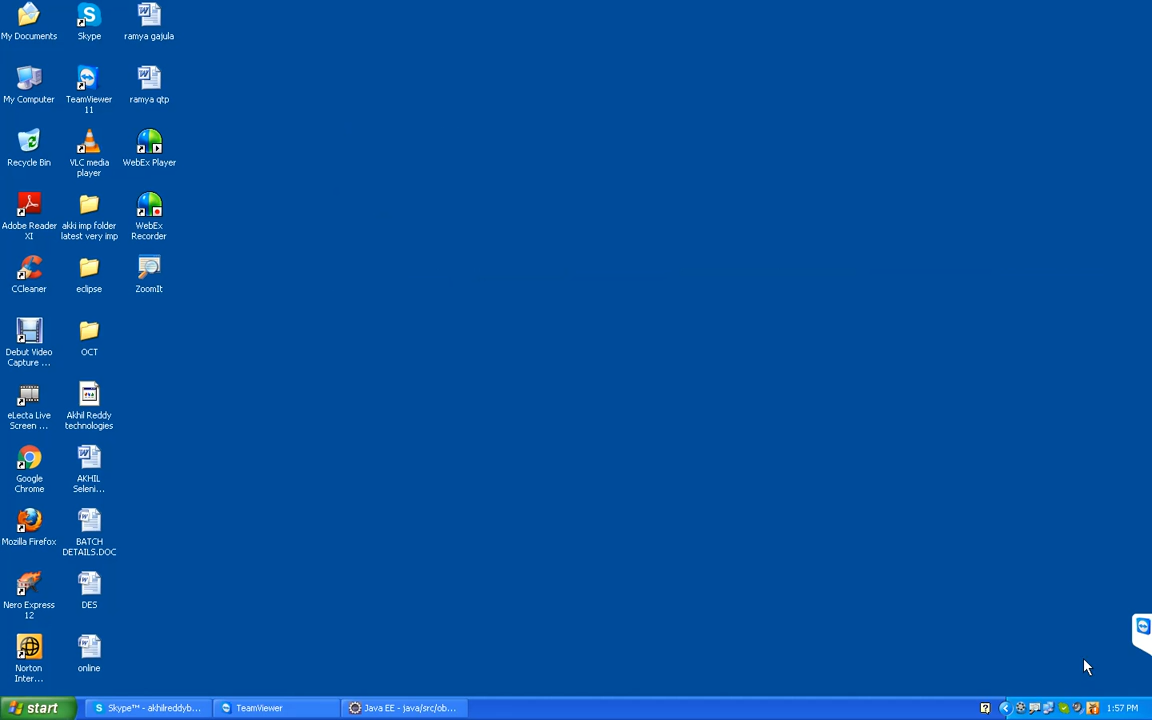 My Documents
Skype
ramya gajula
My Computer
TeamViewer
11
ramya qtp
Recycle Bin
VLC media
player
WebEx Player
Adobe Reader
XI
akki imp folder
latest very imp
WebEx
Recorder
CCleaner
eclipse
ZoomIt
Debut Video
Capture ...
OCT
eLecta Live
Screen ...
Akhil Reddy
technologies
Google
Chrome
AKHIL
Seleni...
Mozilla Firefox
BATCH
DETAILS.DOC
Nero Express
12
DES
Norton
Inter...
online
start
Skype™ - akhilreddyb...
TeamViewer
Java EE - java/src/ob...
1:57 PM